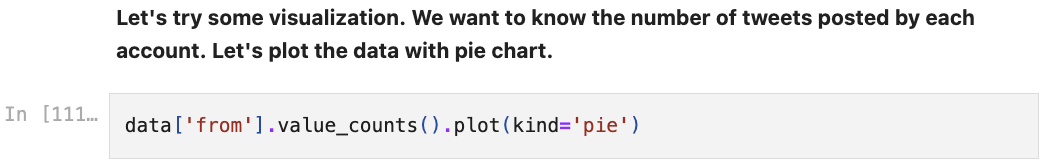 Let's try some visualization. We want to know the number of tweets posted by each
account. Let's plot the data with pie chart.
In [111…
data['from'].value_counts().plot(kind='pie')